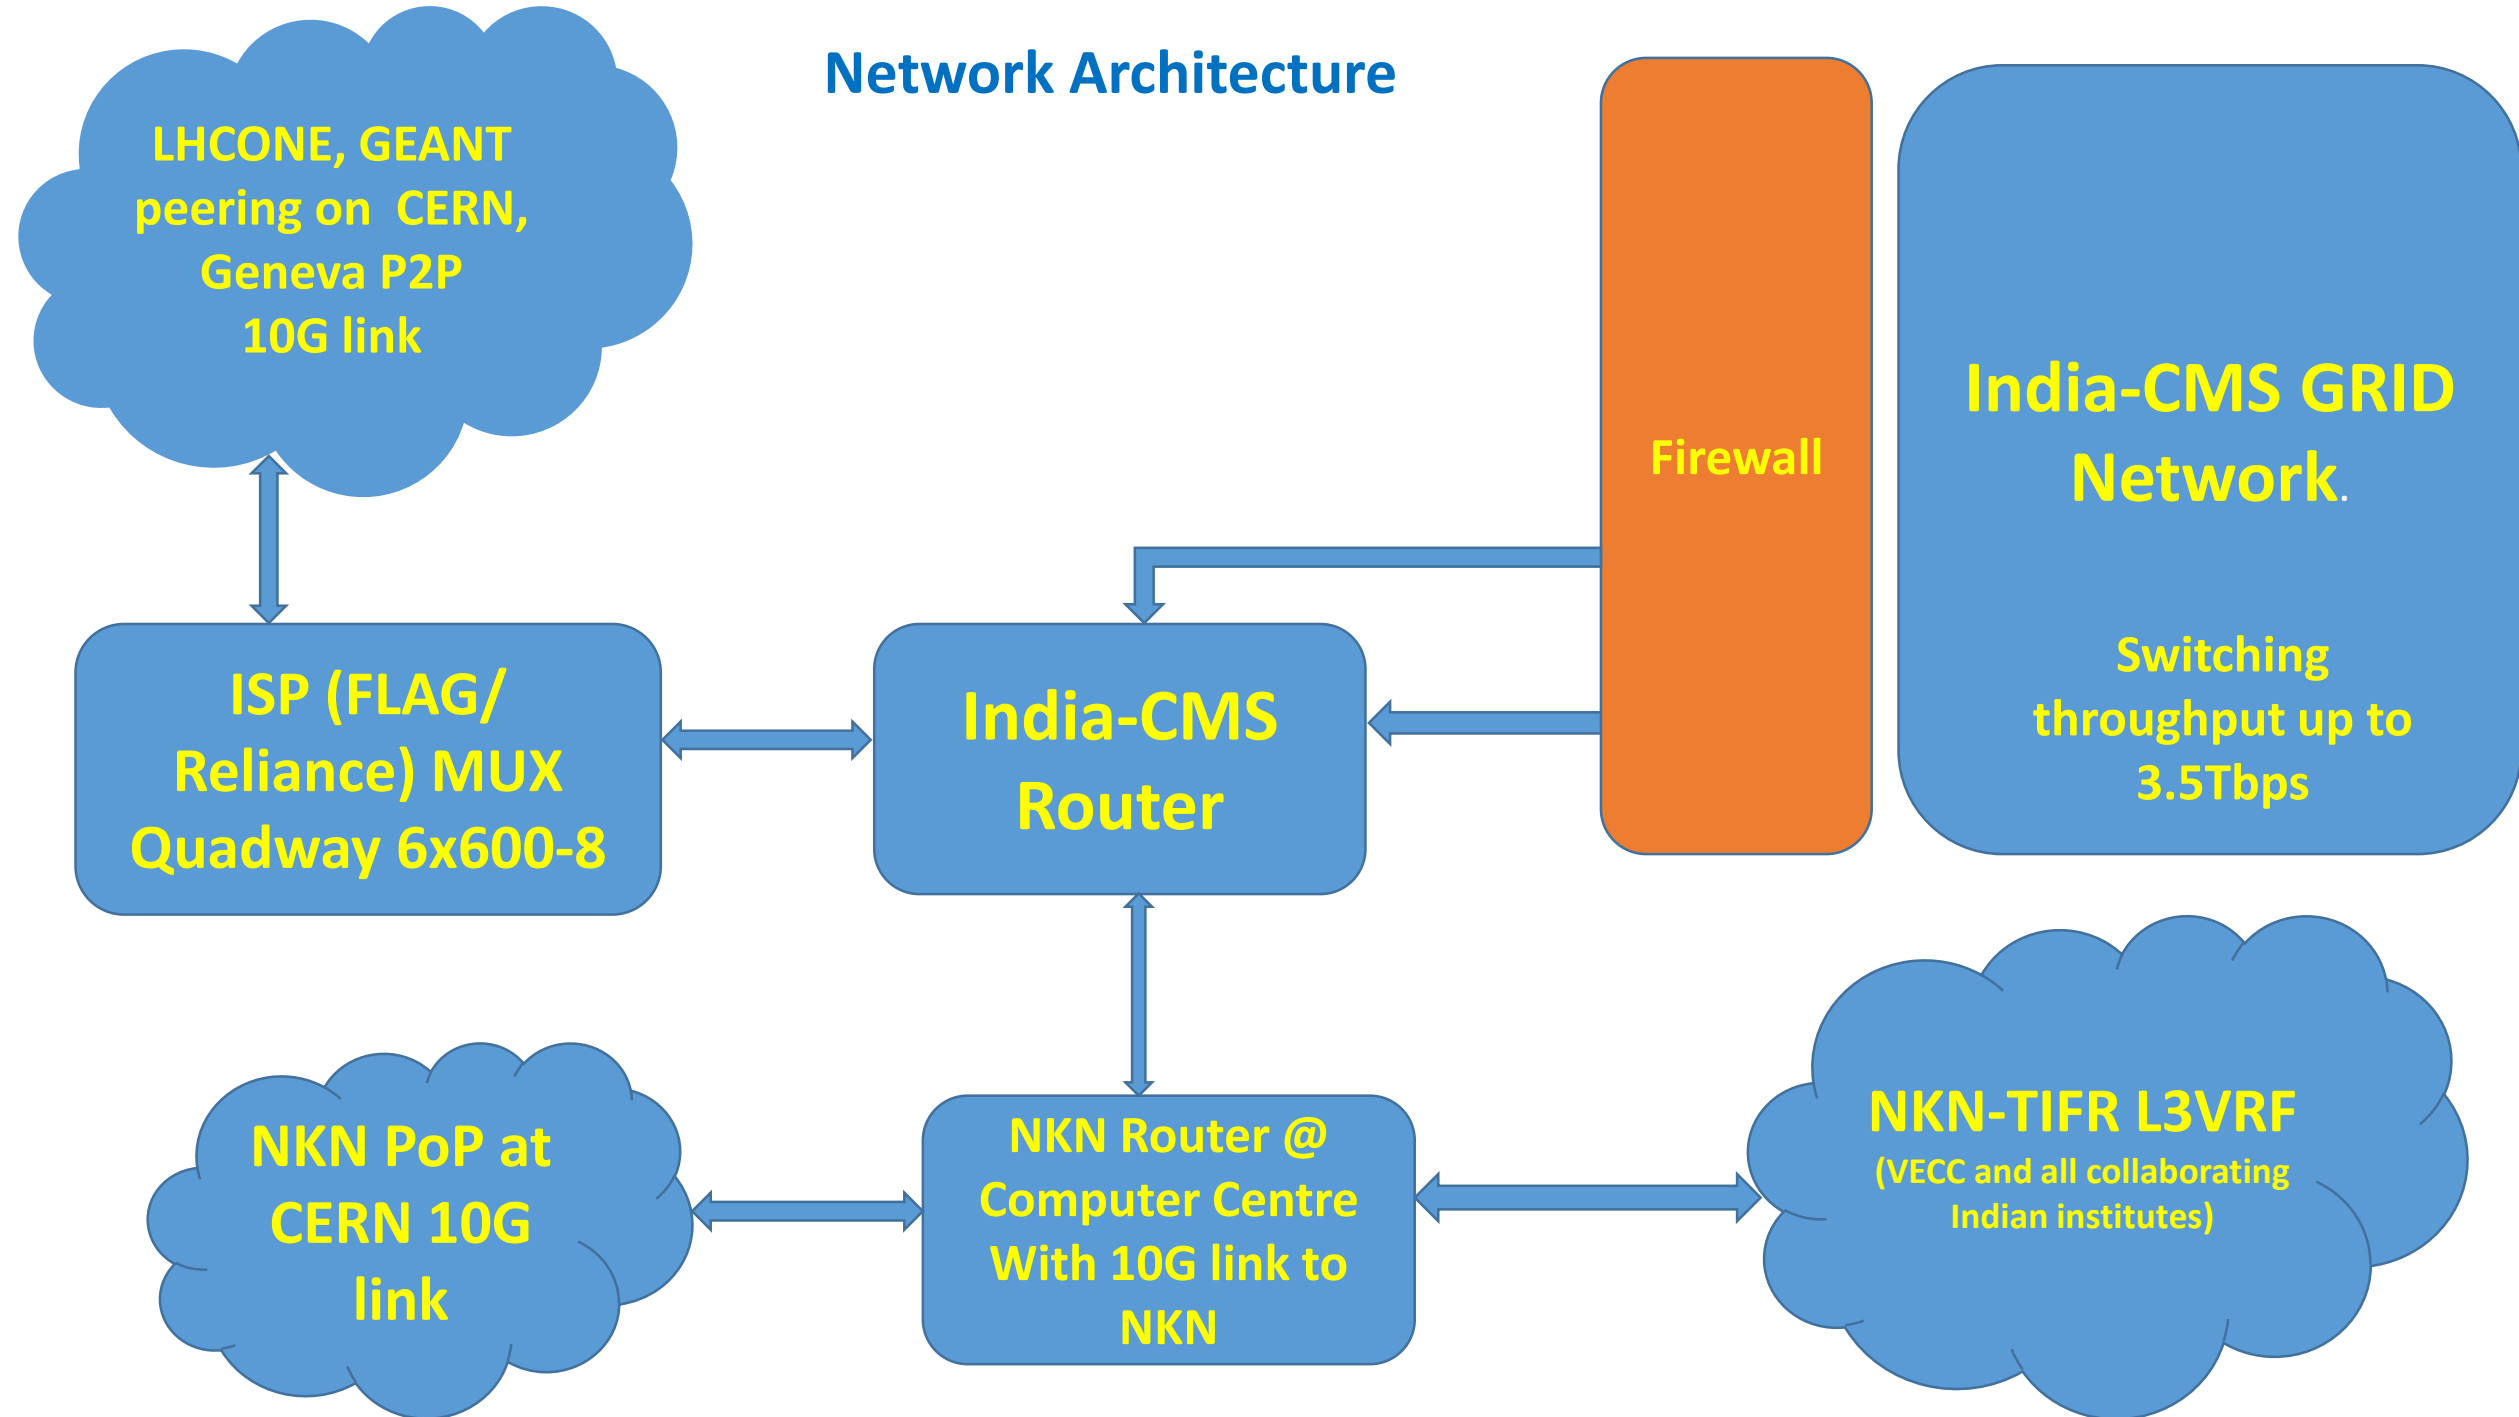 Network Architecture
LHCONE, GEANT
peering on  CERN,
Geneva P2P
10G link
Firewall
India-CMS GRID
Network.
Switching
throughput up to
3.5Tbps
ISP (FLAG/
Reliance) MUX
Quadway 6x600-8
India-CMS
Router
NKN PoP at
CERN 10G
link
NKN Router @
Computer Centre
With 10G link to
NKN
NKN-TIFR L3VRF
(VECC and all collaborating
Indian institutes)